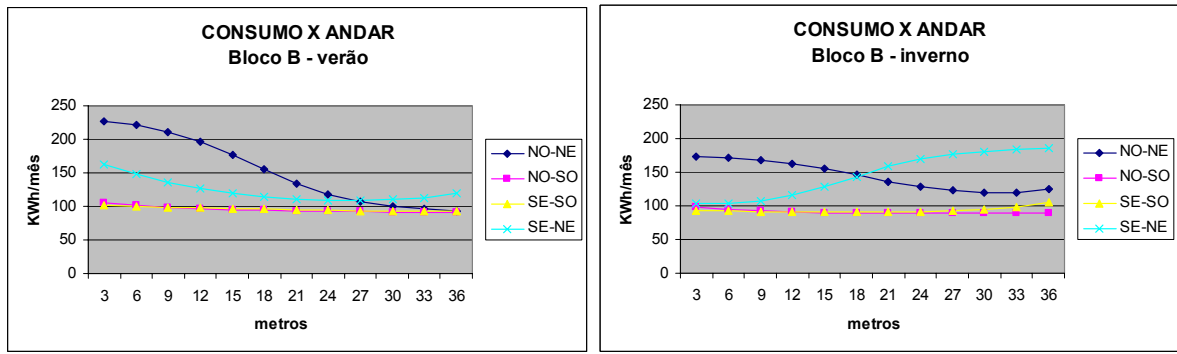 CONSUMO X ANDAR
Bloco B - verão
KWh/mês
250
200
150
100
50
0
3 6 9 12 15 18 21 24 27 30 33 36
metros
NO-NE
NO-SO
SE-SO
SE-NE
CONSUMO X ANDAR
Bloco B - inverno
KWh/mês
250
200
150
100
50
0
3 6 9 12 15 18 21 24 27 30 33 36
metros
NO-NE
NO-SO
SE-SO
SE-NE